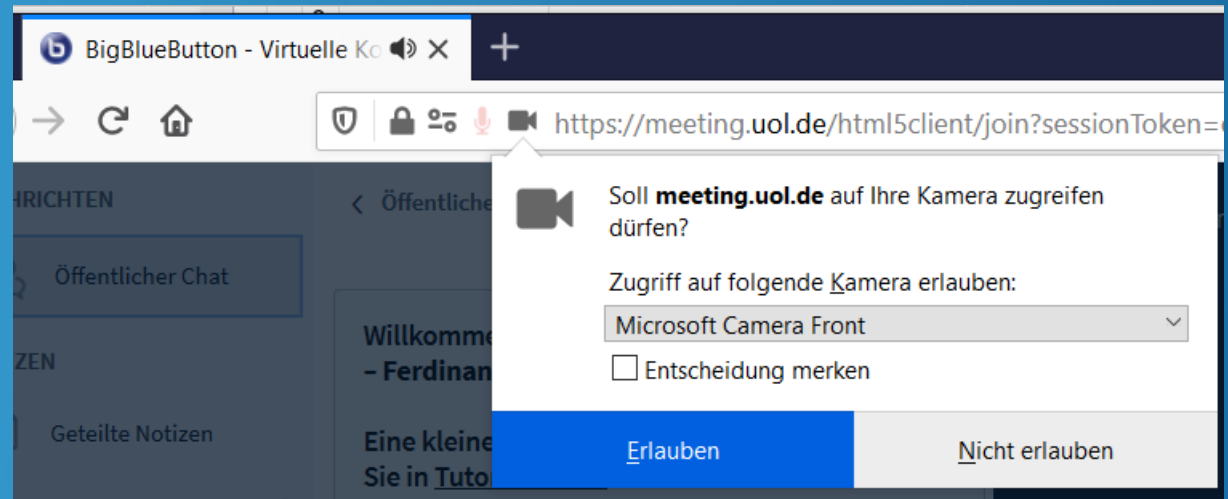 BigBlueButton - Virtuelle Ko
https://meeting.uol.de/html5client/join?sessionToken=
HRICHTEN
Öffentliche
Öffentlicher Chat
ZEN
Geteilte Notizen
Willkomme
– Ferdinan
Eine kleine
Sie in Tuto
Soll meeting.uol.de auf Ihre Kamera zugreifen
dürfen?
Zugriff auf folgende Kamera erlauben:
Microsoft Camera Front
Entscheidung merken
Erlauben
Nicht erlauben